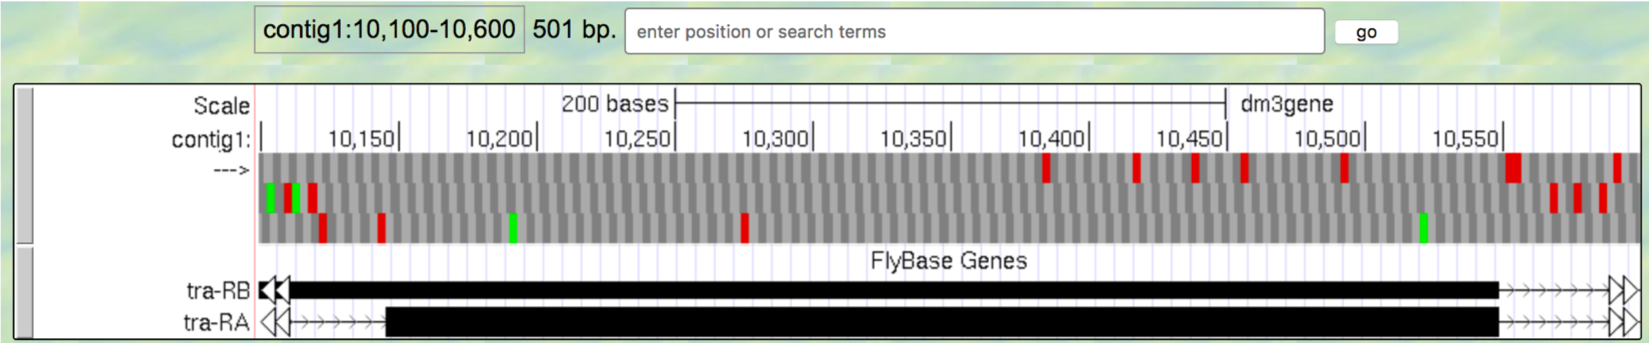 contig1:10,100-10,600 501 bp. enter position or search terms go
Scale 200 bases dm3gene
contig1: 10,150 10,200 10,250 10,300 10,350 10,400 10,450 10,500 10,550
--->
FlyBase Genes
tra-RB
tra-RA